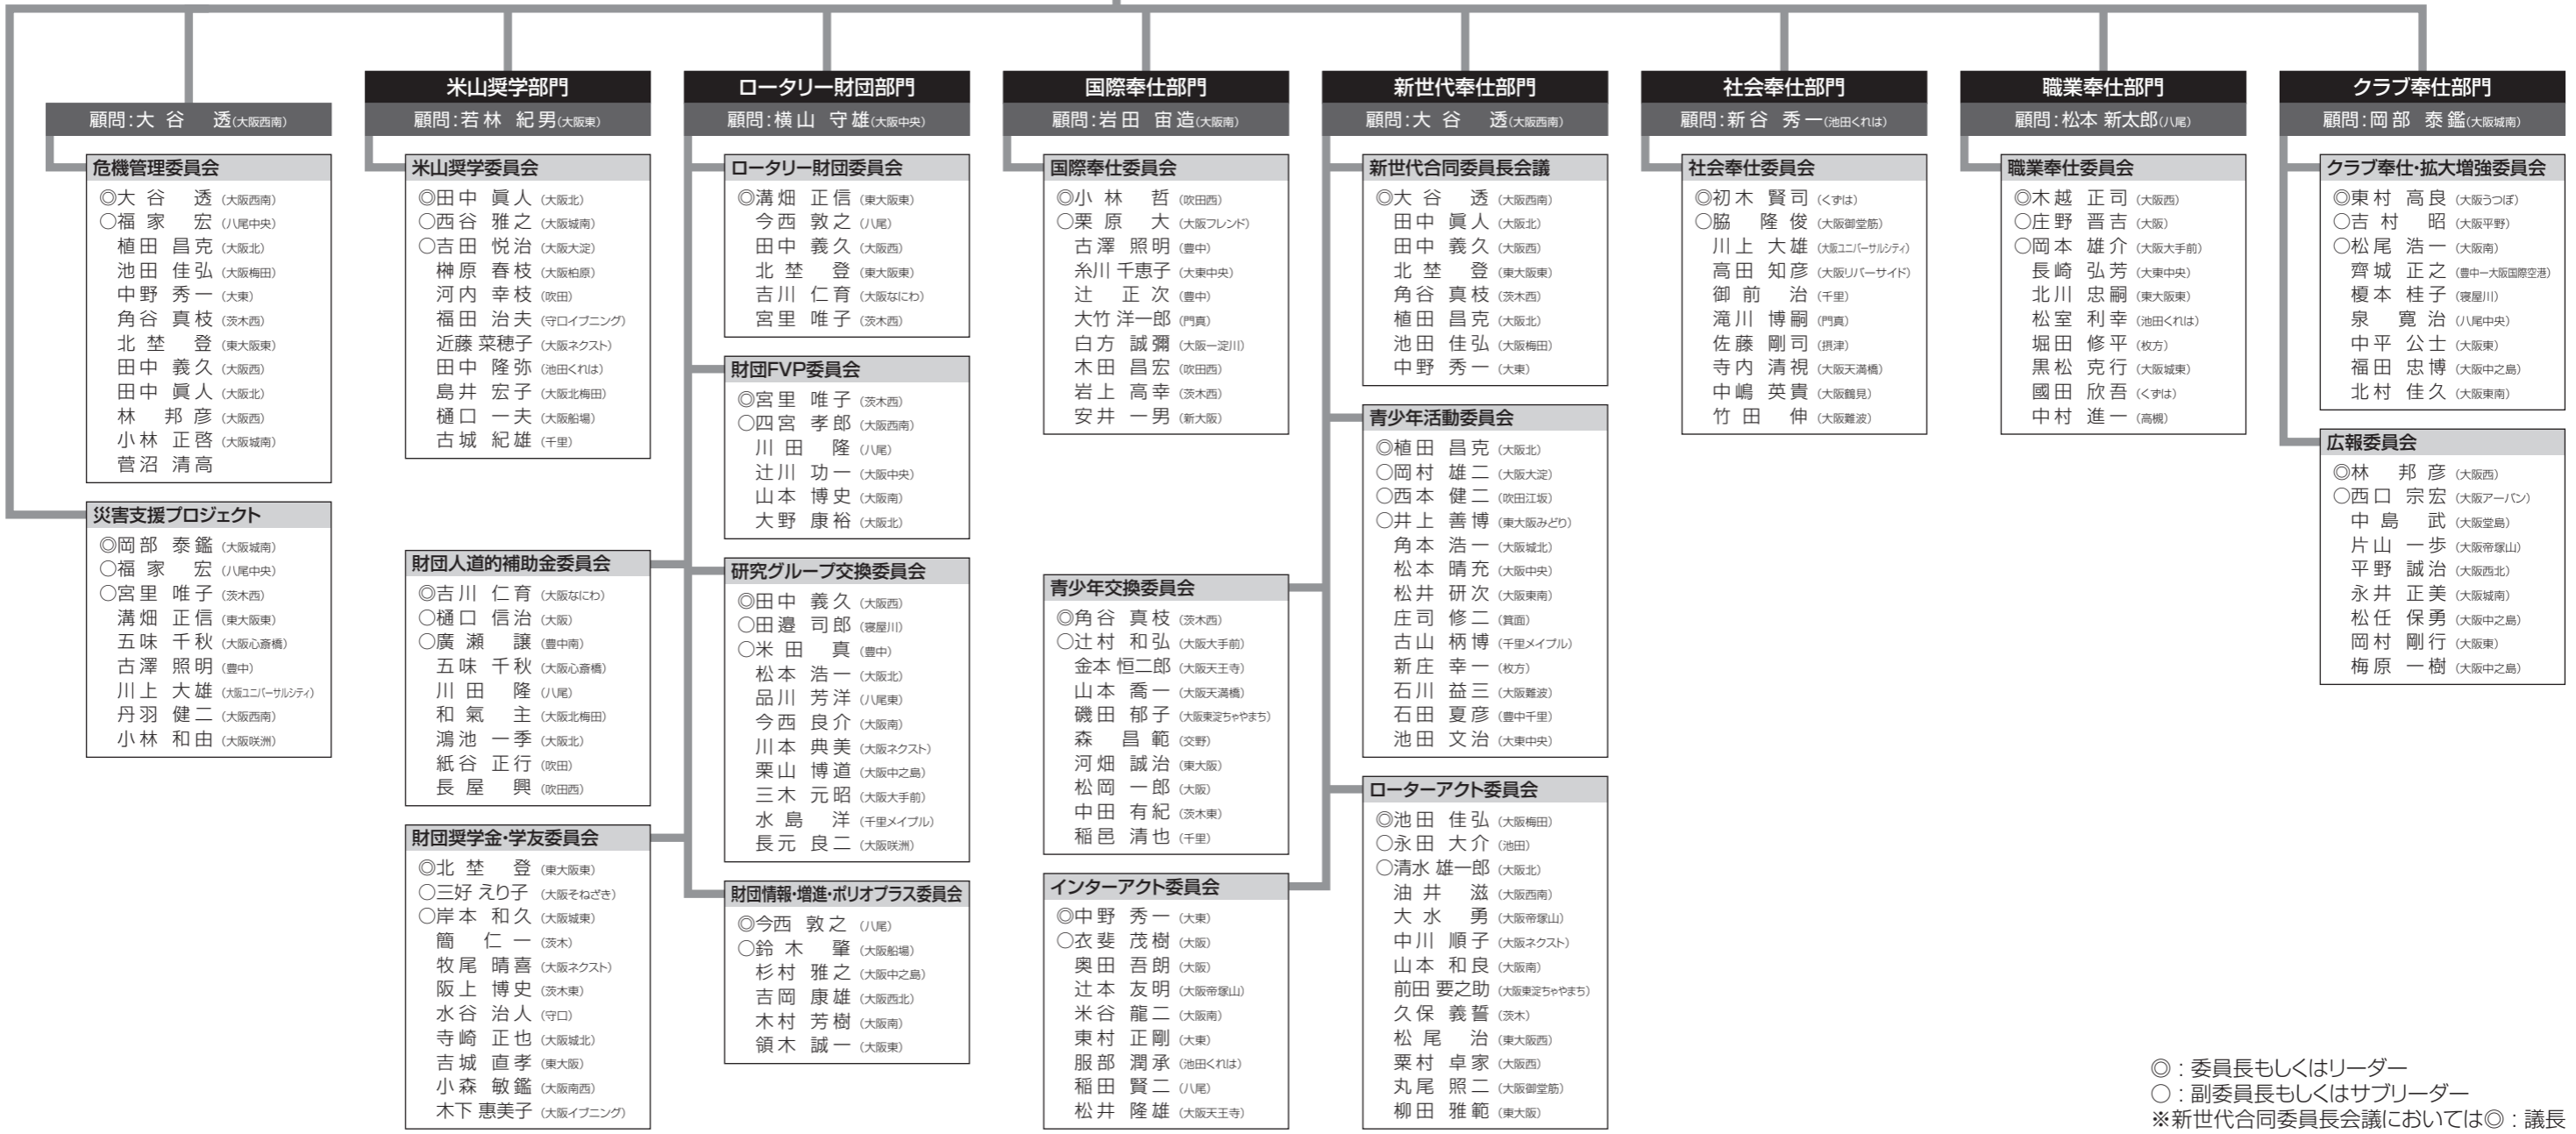 顧問：大谷 透（大阪西南）
危機管理委員会
◎大谷 透（大阪西南）
○福家 宏（八尾中央）
植田 昌克（大阪北）
池田 佳弘（大阪梅田）
中野 秀一（大東）
角谷 真枝（茨木西）
北埜 登（東大阪東）
田中 義久（大阪西）
田中 眞人（大阪北）
林 邦彦（大阪西）
小林 正啓（大阪城南）
菅沼 清高
災害支援プロジェクト
◎岡部 泰鑑（大阪城南）
○福家 宏（八尾中央）
○宮里 唯子（茨木西）
溝畑 正信（東大阪東）
五味 千秋（大阪心斎橋）
古澤 照明（豊中）
川上 大雄（大阪ユニバーサルシティ）
丹羽 健二（大阪西南）
小林 和由（大阪咲洲）
米山奨学部門
顧問：若林 紀男（大阪東）
米山奨学委員会
◎田中 眞人（大阪北）
○西谷 雅之（大阪城南）
○吉田 悦治（大阪大淀）
榊原 春枝（大阪柏原）
河内 幸枝（吹田）
福田 治夫（守口イブニング）
近藤 菜穂子（大阪ネクスト）
田中 隆弥（池田くれは）
島井 宏子（大阪北梅田）
樋口 一夫（大阪船場）
古城 紀雄（千里）
ロータリー財団部門
顧問：横山 守雄（大阪中央）
ロータリー財団委員会
◎溝畑 正信（東大阪東）
今西 敦之（八尾）
田中 義久（大阪西）
北埜 登（東大阪東）
吉川 仁育（大阪なにわ）
宮里 唯子（茨木西）
財団FVP委員会
◎宮里 唯子（茨木西）
○四宮 孝郎（大阪西南）
川田 隆（八尾）
辻川 功一（大阪中央）
山本 博史（大阪南）
大野 康裕（大阪北）
財団人道的補助金委員会
◎吉川 仁育（大阪なにわ）
○樋口 信治（大阪）
○廣瀬 譲（豊中南）
五味 千秋（大阪心斎橋）
川田 隆（八尾）
和氣 主（大阪北梅田）
鴻池 一季（大阪北）
紙谷 正行（吹田）
長屋 興（吹田西）
研究グループ交換委員会
◎田中 義久（大阪西）
○田邉 司郎（寝屋川）
○米田 真（豊中）
松本 浩一（大阪北）
品川 芳洋（八尾東）
今西 良介（大阪南）
川本 典美（大阪ネクスト）
栗山 博道（大阪中之島）
三木 元昭（大阪大手前）
水島 洋（千里メイプル）
長元 良二（大阪咲洲）
財団奨学金・学友委員会
◎北埜 登（東大阪東）
○三好 えり子（大阪そねざき）
○岸本 和久（大阪城東）
簡 仁一（茨木）
牧尾 晴喜（大阪ネクスト）
阪上 博史（茨木東）
水谷 治人（守口）
寺崎 正也（大阪城北）
吉城 直孝（東大阪）
小森 敏鑑（大阪南西）
木下 惠美子（大阪イブニング）
財団情報・増進・ポリオプラス委員会
◎今西 敦之（八尾）
○鈴木 肇（大阪船場）
杉村 雅之（大阪中之島）
吉岡 康雄（大阪西北）
木村 芳樹（大阪南）
領木 誠一（大阪東）
国際奉仕部門
顧問：岩田 宙造（大阪南）
国際奉仕委員会
◎小林 哲（吹田西）
○栗原 大（大阪フレンド）
古澤 照明（豊中）
糸川 千恵子（大東中央）
辻 正次（豊中）
大竹 洋一郎（門真）
白方 誠彌（大阪ー淀川）
木田 昌宏（吹田西）
岩上 高幸（茨木西）
安井 一男（新大阪）
新世代奉仕部門
顧問：大谷 透（大阪西南）
新世代合同委員長会議
◎大谷 透（大阪西南）
田中 眞人（大阪北）
田中 義久（大阪西）
北埜 登（東大阪東）
角谷 真枝（茨木西）
植田 昌克（大阪北）
池田 佳弘（大阪梅田）
中野 秀一（大東）
青少年活動委員会
◎植田 昌克（大阪北）
○岡村 雄二（大阪大淀）
○西本 健二（吹田江坂）
○井上 善博（東大阪みどり）
角本 浩一（大阪城北）
松本 晴充（大阪中央）
松井 研次（大阪東南）
庄司 修二（箕面）
古山 柄博（千里メイプル）
新庄 幸一（枚方）
石川 益三（大阪難波）
石田 夏彦（豊中千里）
池田 文治（大東中央）
青少年交換委員会
◎角谷 真枝（茨木西）
○辻村 和弘（大阪大手前）
金本 恒二郎（大阪天王寺）
山本 喬一（大阪天満橋）
磯田 郁子（大阪東淀ちゃやまち）
森 昌範（交野）
河畑 誠治（東大阪）
松岡 一郎（大阪）
中田 有紀（茨木東）
稲邑 清也（千里）
ローターアクト委員会
◎池田 佳弘（大阪梅田）
○永田 大介（池田）
○清水 雄一郎（大阪北）
油井 滋（大阪西南）
大水 勇（大阪帝塚山）
中川 順子（大阪ネクスト）
山本 和良（大阪南）
前田 要之助（大阪東淀ちゃやまち）
久保 義誓（茨木）
松尾 治（東大阪西）
粟村 卓家（大阪西）
丸尾 照二（大阪御堂筋）
柳田 雅範（東大阪）
インターアクト委員会
◎中野 秀一（大東）
○衣斐 茂樹（大阪）
奥田 吾朗（大阪）
辻本 友明（大阪帝塚山）
米谷 龍二（大阪南）
東村 正剛（大東）
服部 潤承（池田くれは）
稲田 賢二（八尾）
松井 隆雄（大阪天王寺）
社会奉仕部門
顧問：新谷 秀一（池田くれは）
社会奉仕委員会
◎初木 賢司（くずは）
○脇 隆俊（大阪御堂筋）
川上 大雄（大阪ユニバーサルシティ）
高田 知彦（大阪リバーサイド）
御前 治（千里）
滝川 博嗣（門真）
佐藤 剛司（摂津）
寺内 清視（大阪天満橋）
中嶋 英貴（大阪鶴見）
竹田 伸（大阪難波）
職業奉仕部門
顧問：松本 新太郎（八尾）
職業奉仕委員会
◎木越 正司（大阪西）
○庄野 晋吉（大阪）
○岡本 雄介（大阪大手前）
長崎 弘芳（大東中央）
北川 忠嗣（東大阪東）
松室 利幸（池田くれは）
堀田 修平（枚方）
黒松 克行（大阪城東）
國田 欣吾（くずは）
中村 進一（高槻）
クラブ奉仕部門
顧問：岡部 泰鑑（大阪城南）
クラブ奉仕・拡大増強委員会
◎東村 高良（大阪うつぼ）
○吉村 昭（大阪平野）
○松尾 浩一（大阪南）
齊城 正之（豊中ー大阪国際空港）
榎本 桂子（寝屋川）
泉 寛治（八尾中央）
中平 公士（大阪東）
福田 忠博（大阪中之島）
北村 佳久（大阪東南）
広報委員会
◎林 邦彦（大阪西）
○西口 宗宏（大阪アーバン）
中島 武（大阪堂島）
片山 一歩（大阪帝塚山）
平野 誠治（大阪西北）
永井 正美（大阪城南）
松任 保勇（大阪中之島）
岡村 剛行（大阪東）
梅原 一樹（大阪中之島）
◎：委員長もしくはリーダー
○：副委員長もしくはサブリーダー
※新世代合同委員長会議においては◎：議長